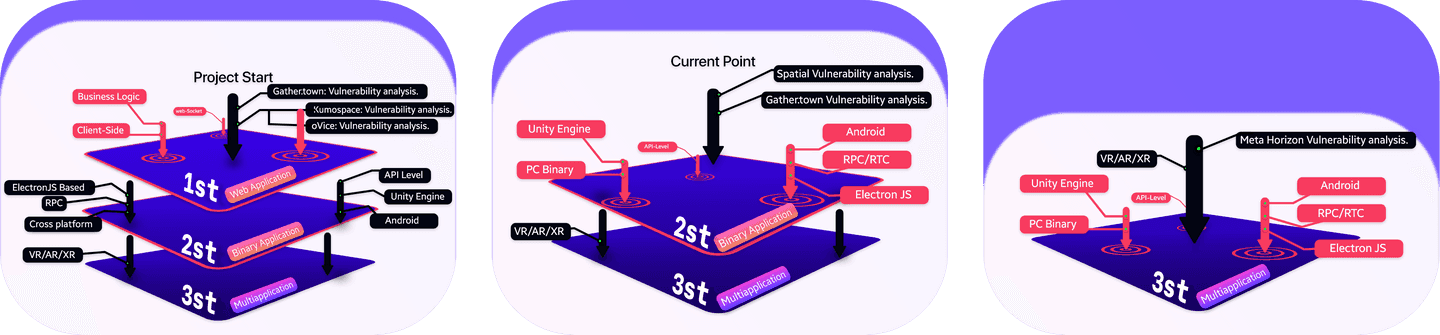 Project Start
Gather.town: Vulnerability analysis.
Business Logic
web-Socket
Kumospace: Vulnerability analysis.
Client-Side
oVice: Vulnerability analysis.
1st
Web Application
ElectronJS Based
API Level
RPC
Unity Engine
Cross platform
Android
2st
Binary Application
VR/AR/XR
3st
Multiapplication
Current Point
Spatial Vulnerability analysis.
Gather.town Vulnerability analysis.
Unity Engine
Android
API-Level
RPC/RTC
PC Binary
Electron JS
2st
Binary Application
VR/AR/XR
3st
Multiapplication
Meta Horizon Vulnerability analysis.
VR/AR/XR
Unity Engine
Android
API-Level
RPC/RTC
PC Binary
Electron JS
3st
Multiapplication